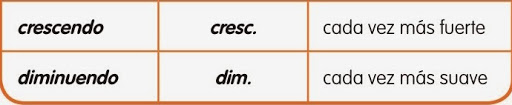 crescendo cresc. cada vez más fuerte
diminuendo dim. cada vez más suave